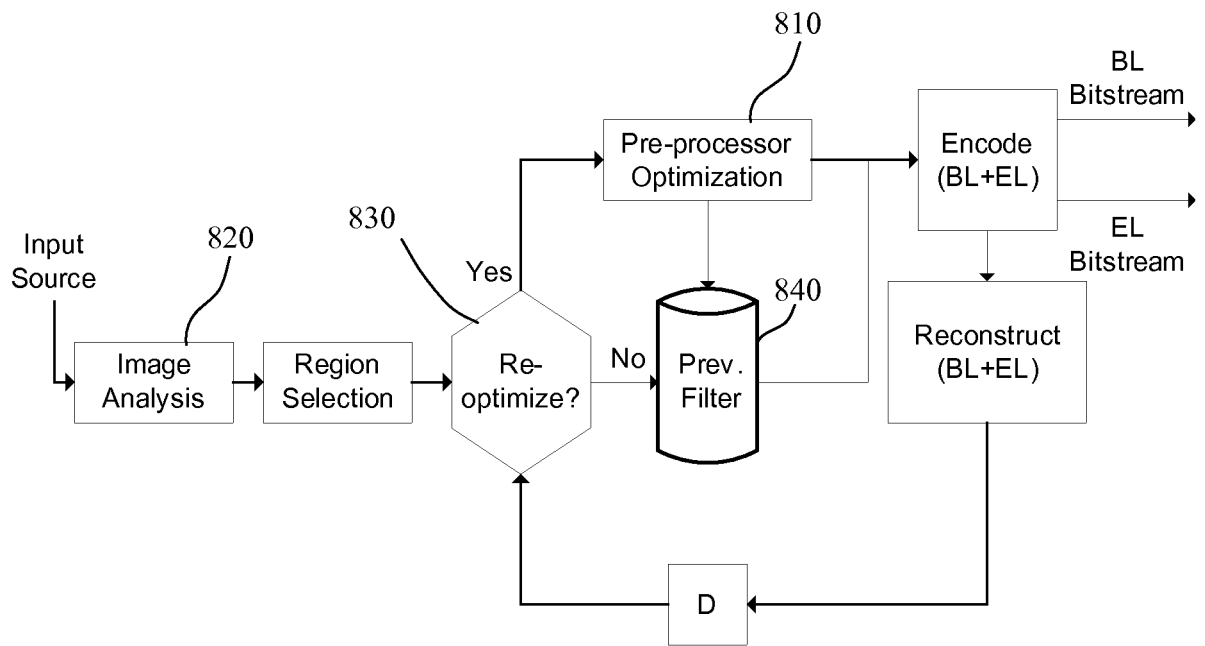 810
BL
Bitstream
Pre-processor
Optimization
Encode
(BL+EL)
830
820
Input
Source
Yes
EL
Bitstream
840
Image
Analysis
Region
Selection
Re-
optimize?
No
Prev.
Filter
Reconstruct
(BL+EL)
D